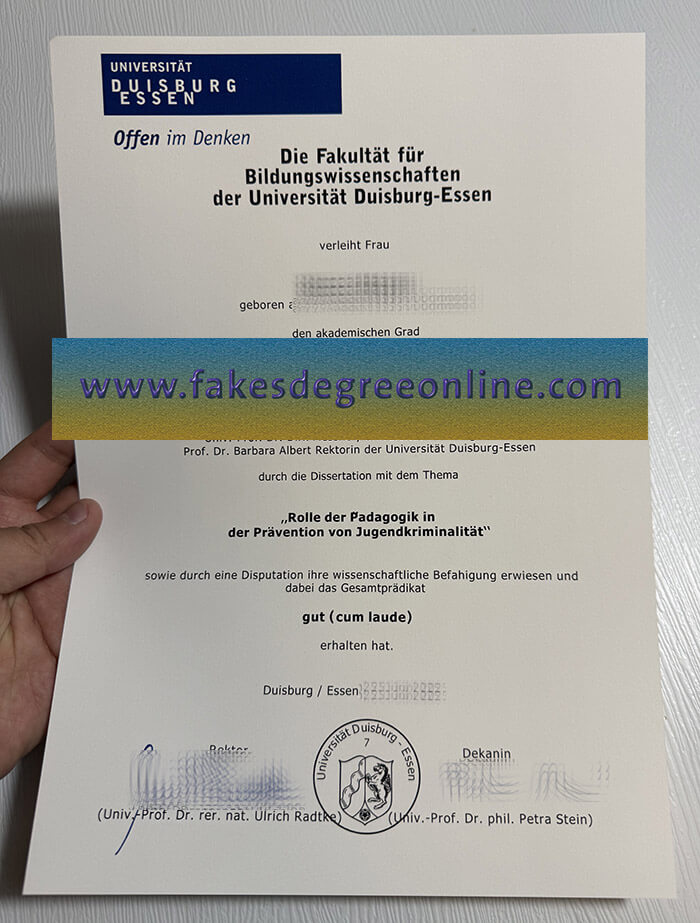 UNIVERSITÄT
DUISBURG
ESSEN
Offen im Denken
Die Fakultät für
Bildungswissenschaften
der Universität Duisburg-Essen
verleiht Frau
geboren
den akademischen Grad
www.fakesdegreeonline.com
Prof. Dr. Barbara Albert Rektorin der Universität Duisburg-Essen
durch die Dissertation mit dem Thema
„Rolle der Padagogik in
der Prävention von Jugendkriminalität“
sowie durch eine Disputation ihre wissenschaftliche Befahigung erwiesen und
dabei das Gesamtprädikat
gut (cum laude)
erhalten hat.
Duisburg / Essen
Universität Duisburg - Essen
7
Rektor
Dekanin
(Univ.-Prof. Dr. rer. nat. Ulrich Radtke)
(Univ.-Prof. Dr. phil. Petra Stein)